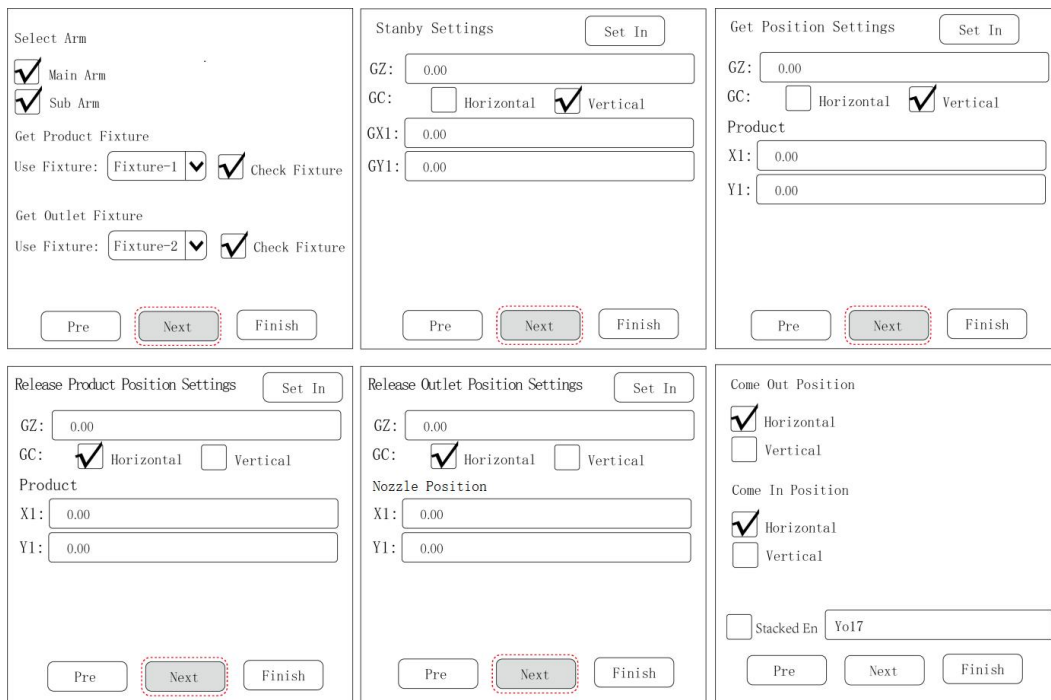 Select Arm
Main Arm
Sub Arm
Get Product Fixture
Use Fixture: Fixture-1 Check Fixture
Get Outlet Fixture
Use Fixture: Fixture-2 Check Fixture
Pre Next Finish
Stanby Settings Set In
GZ: 0.00
GC: Horizontal Vertical
GX1: 0.00
GY1: 0.00
Pre Next Finish
Get Position Settings Set In
GZ: 0.00
GC: Horizontal Vertical
Product
X1: 0.00
Y1: 0.00
Pre Next Finish
Release Product Position Settings Set In
GZ: 0.00
GC: Horizontal Vertical
Product
X1: 0.00
Y1: 0.00
Pre Next Finish
Release Outlet Position Settings Set In
GZ: 0.00
GC: Horizontal Vertical
Nozzle Position
X1: 0.00
Y1: 0.00
Pre Next Finish
Come Out Position
Horizontal
Vertical
Come In Position
Horizontal
Vertical
Stacked En Yo17
Pre Next Finish